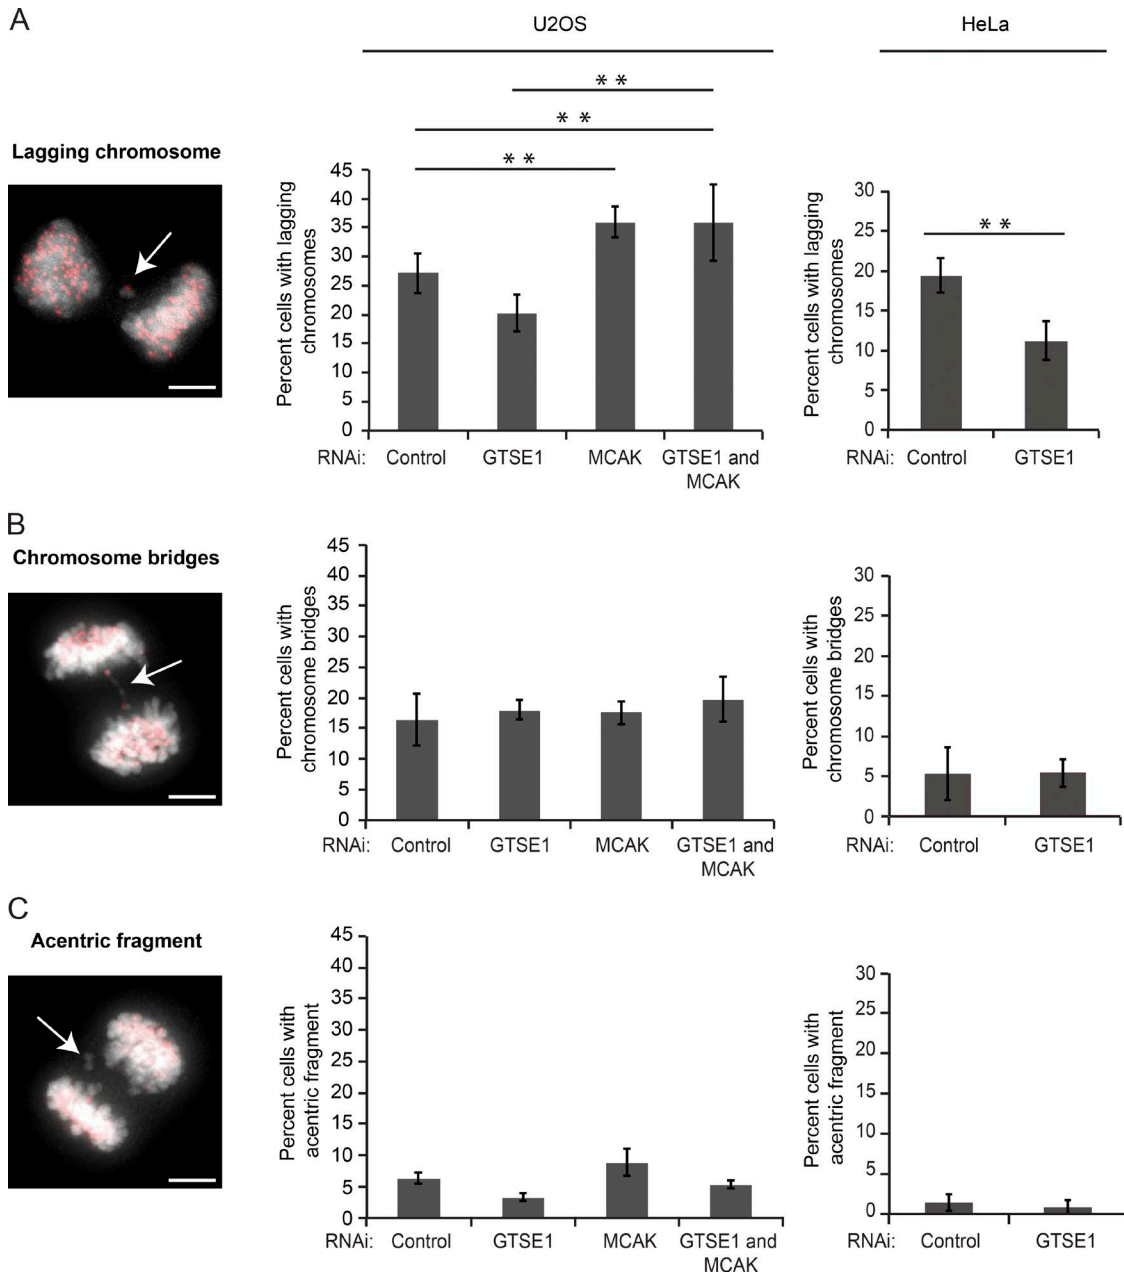 A
U2OS
HeLa
* *
* *
* *
* *
Lagging chromosome
Percent cells with lagging
chromosomes
45
40
35
30
25
20
15
10
5
0
RNAi: Control GTSE1 MCAK GTSE1 and
MCAK
Percent cells with lagging
chromosomes
30
25
20
15
10
5
0
RNAi: Control GTSE1
B
Chromosome bridges
Percent cells with
chromosome bridges
45
40
35
30
25
20
15
10
5
0
RNAi: Control GTSE1 MCAK GTSE1 and
MCAK
Percent cells with
chromosome bridges
30
25
20
15
10
5
0
RNAi: Control GTSE1
C
Acentric fragment
Percent cells with
acentric fragment
45
40
35
30
25
20
15
10
5
0
RNAi: Control GTSE1 MCAK GTSE1 and
MCAK
Percent cells with
acentric fragment
30
25
20
15
10
5
0
RNAi: Control GTSE1